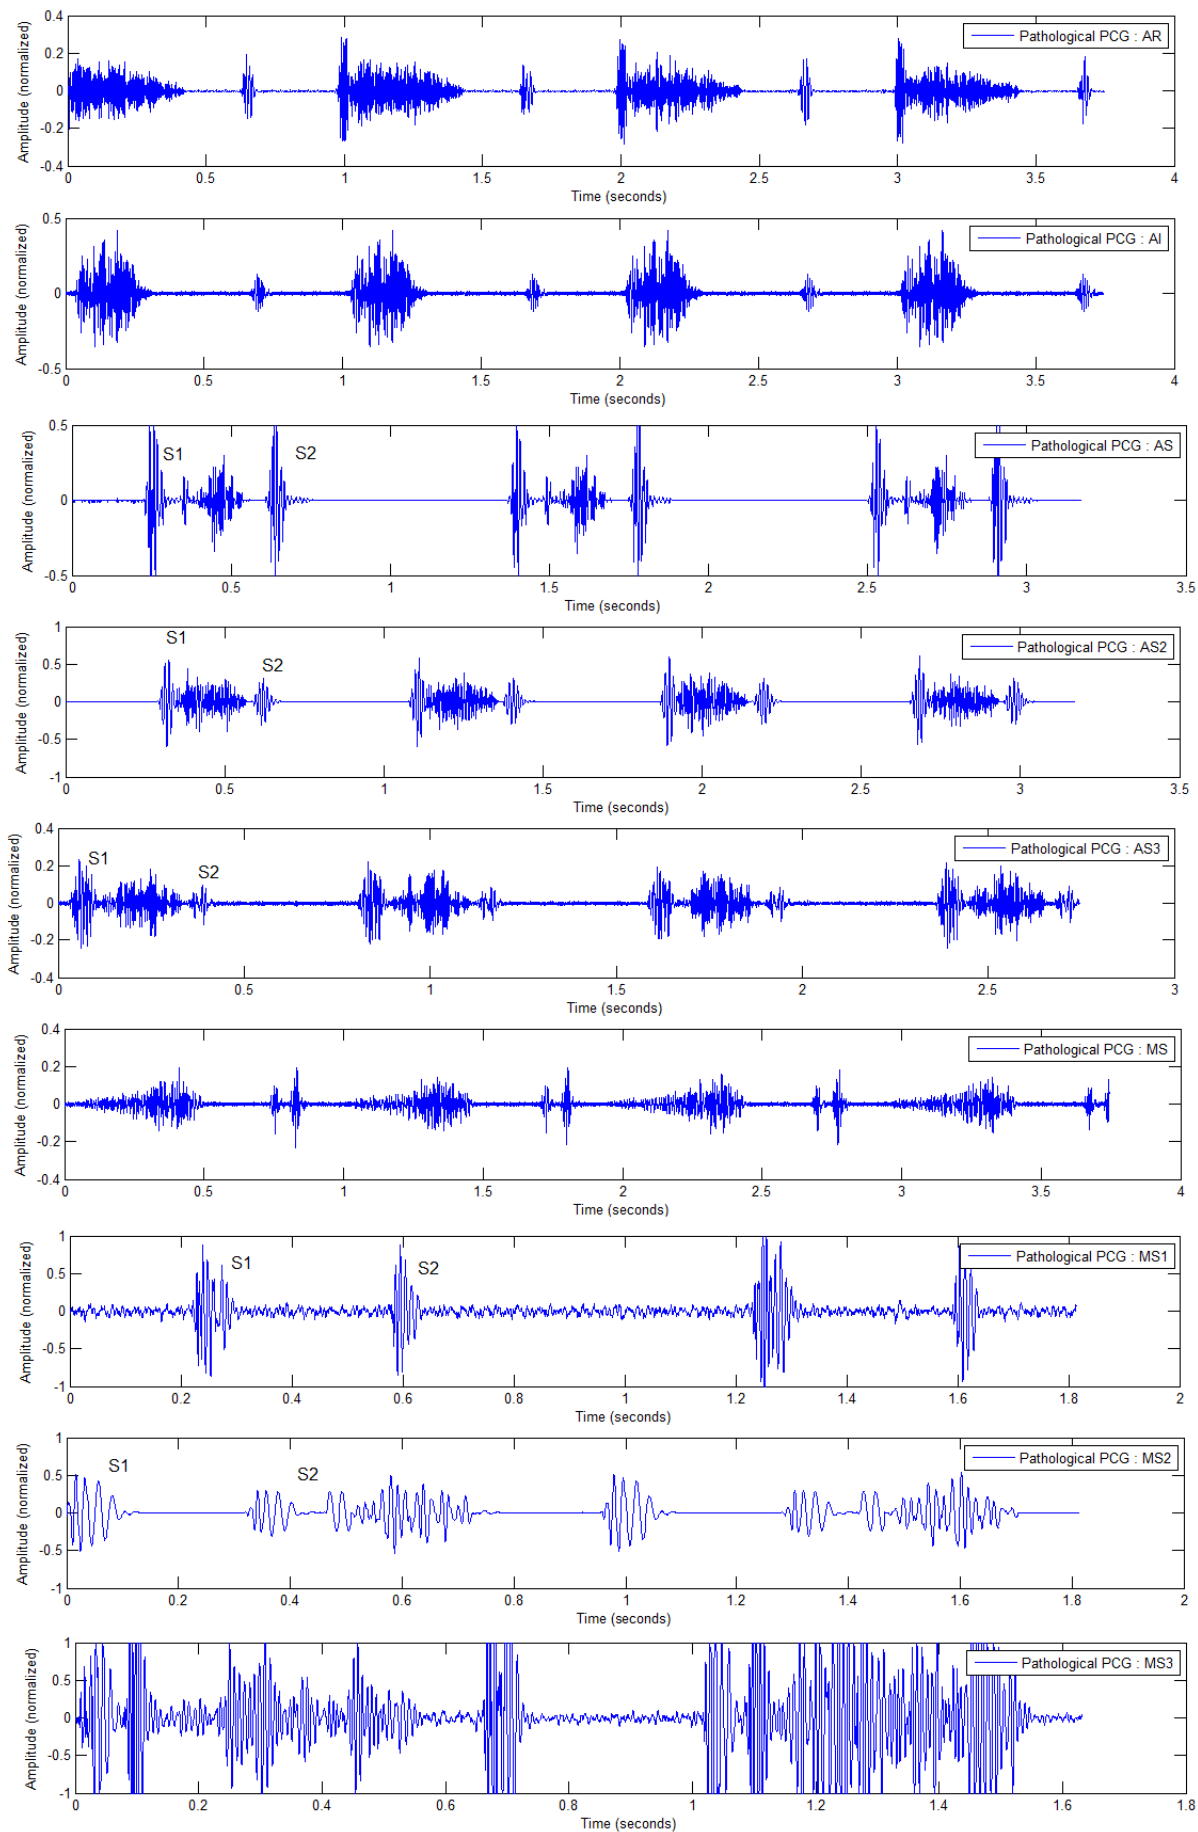 Pathological PCG : AR
Amplitude (normalized)
0.4
0.2
0
-0.2
-0.4
0 0.5 1 1.5 2 2.5 3 3.5 4
Time (seconds)
Pathological PCG : AI
Amplitude (normalized)
0.5
0
-0.5
0 0.5 1 1.5 2 2.5 3 3.5 4
Time (seconds)
Pathological PCG : AS
S1 S2
Amplitude (normalized)
0.5
0
-0.5
0 0.5 1 1.5 2 2.5 3 3.5
Time (seconds)
Pathological PCG : AS2
S1
S2
Amplitude (normalized)
1
0.5
0
-0.5
-1
0 0.5 1 1.5 2 2.5 3 3.5
Time (seconds)
Pathological PCG : AS3
S1
S2
Amplitude (normalized)
0.4
0.2
0
-0.2
-0.4
0 0.5 1 1.5 2 2.5 3
Time (seconds)
Pathological PCG : MS
Amplitude (normalized)
0.4
0.2
0
-0.2
-0.4
0 0.5 1 1.5 2 2.5 3 3.5 4
Time (seconds)
Pathological PCG : MS1
S1
S2
Amplitude (normalized)
1
0.5
0
-0.5
-1
0 0.2 0.4 0.6 0.8 1 1.2 1.4 1.6 1.8 2
Time (seconds)
Pathological PCG : MS2
S1
S2
Amplitude (normalized)
1
0.5
0
-0.5
-1
0 0.2 0.4 0.6 0.8 1 1.2 1.4 1.6 1.8 2
Time (seconds)
Pathological PCG : MS3
Amplitude (normalized)
1
0.5
0
-0.5
-1
0 0.2 0.4 0.6 0.8 1 1.2 1.4 1.6 1.8
Time (seconds)